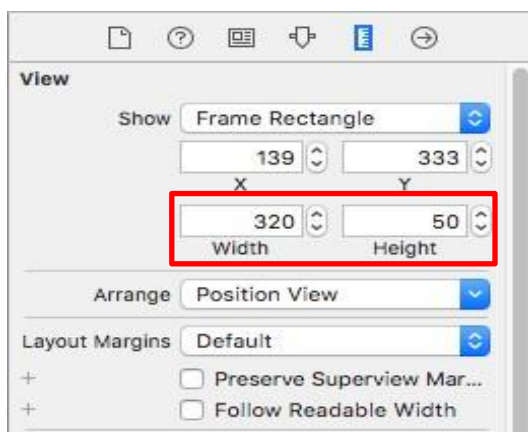 View
Show Frame Rectangle
139 333
X Y
320 50
Width Height
Arrange Position View
Layout Margins Default
+ Preserve Superview Mar...
+ Follow Readable Width